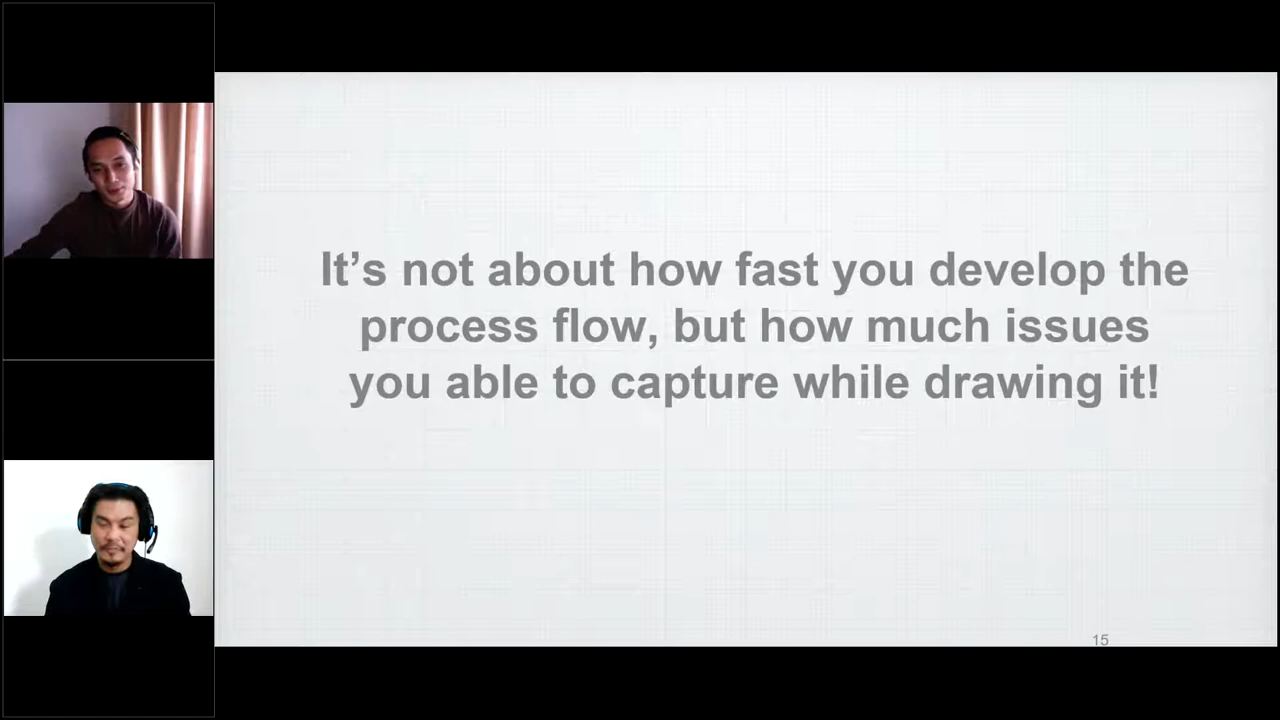 It’s not about how fast you develop the
process flow, but how much issues
you able to capture while drawing it!
15